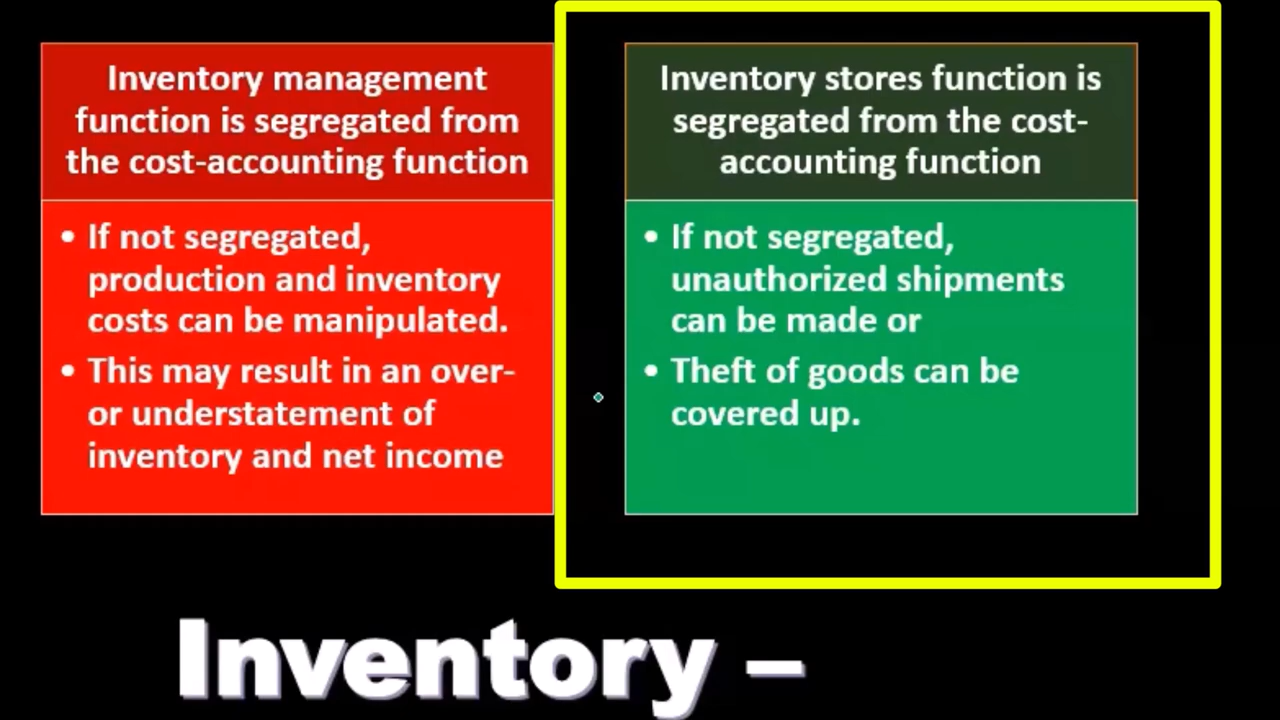 Inventory management
function is segregated from
the cost-accounting function
• If not segregated,
production and inventory
costs can be manipulated.
• This may result in an over-
or understatement of
inventory and net income
Inventory stores function is
segregated from the cost-
accounting function
• If not segregated,
unauthorized shipments
can be made or
• Theft of goods can be
covered up.
Inventory –